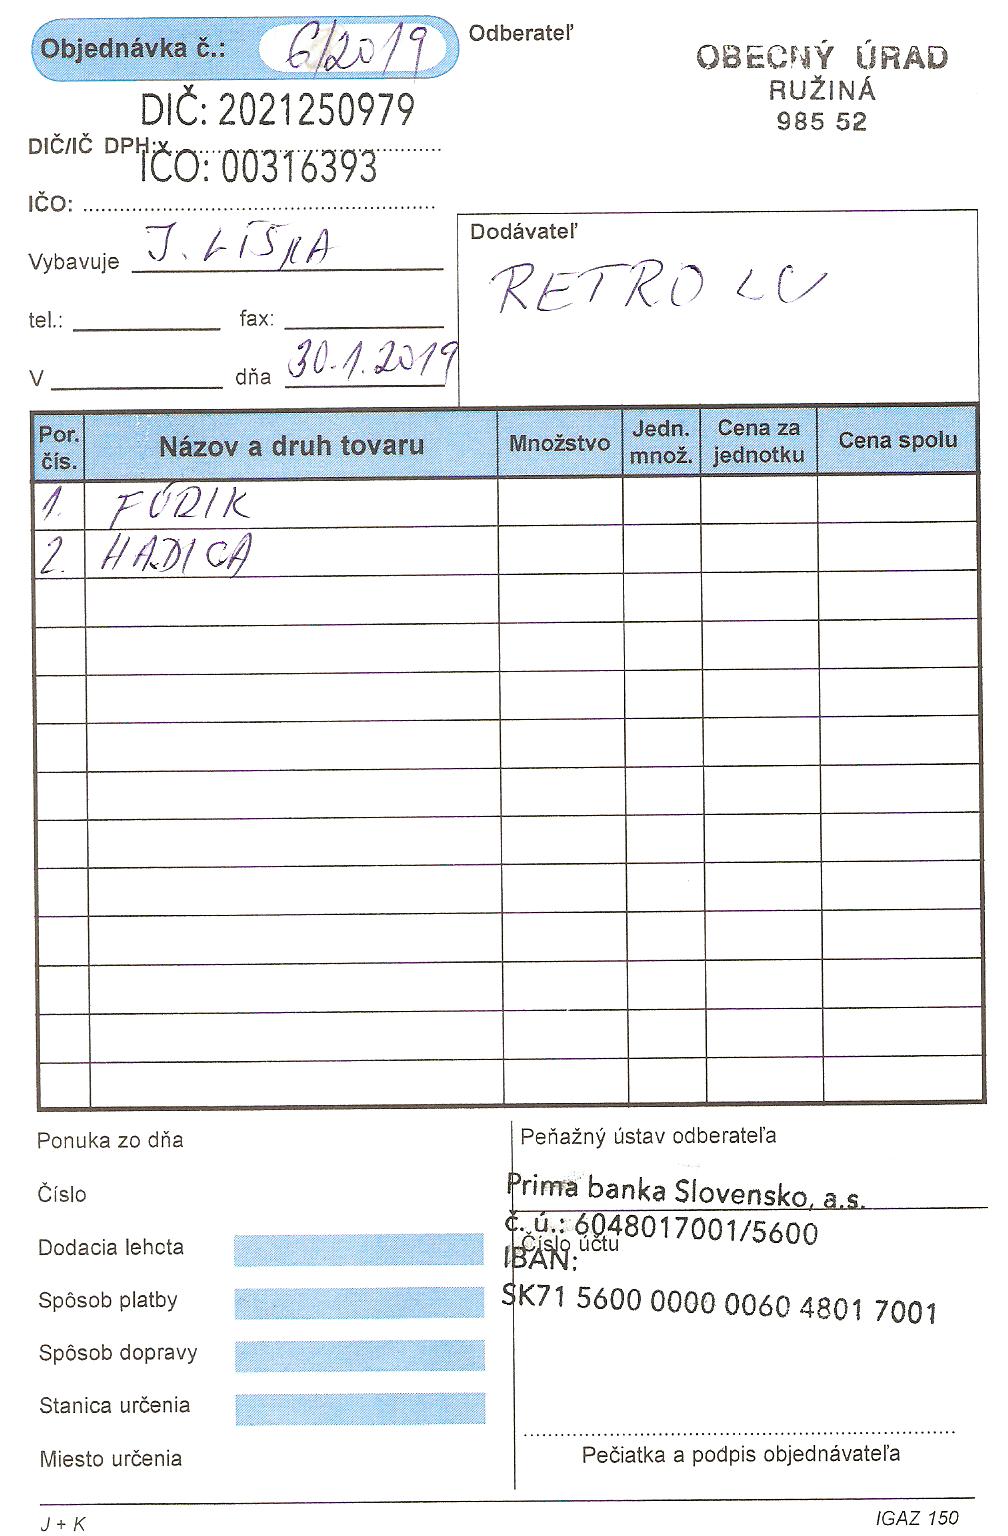 Objednávka č.: 6/2019
Odberateľ
OBECNÝ ÚRAD
RUŽINÁ
985 52
DIČ: 2021250979
DIČ/IČ DPH:
IČO: 00316393
IČO:
Vybavuje J. LÍŠKA
Dodávateľ
RETRO LC
tel.: fax:
V dňa 30.1.2019
Por. čís. Názov a druh tovaru Množstvo Jedn. množ. Cena za jednotku Cena spolu
1. FÚRIK
2. HADICA
Ponuka zo dňa
Číslo
Dodacia lehota
Spôsob platby
Spôsob dopravy
Stanica určenia
Miesto určenia
Peňažný ústav odberateľa
Prima banka Slovensko, a.s.
č. ú.: 6048017001/5600
Číslo účtu
IBAN:
SK71 5600 0000 0060 4801 7001
Pečiatka a podpis objednávateľa
J + K
IGAZ 150